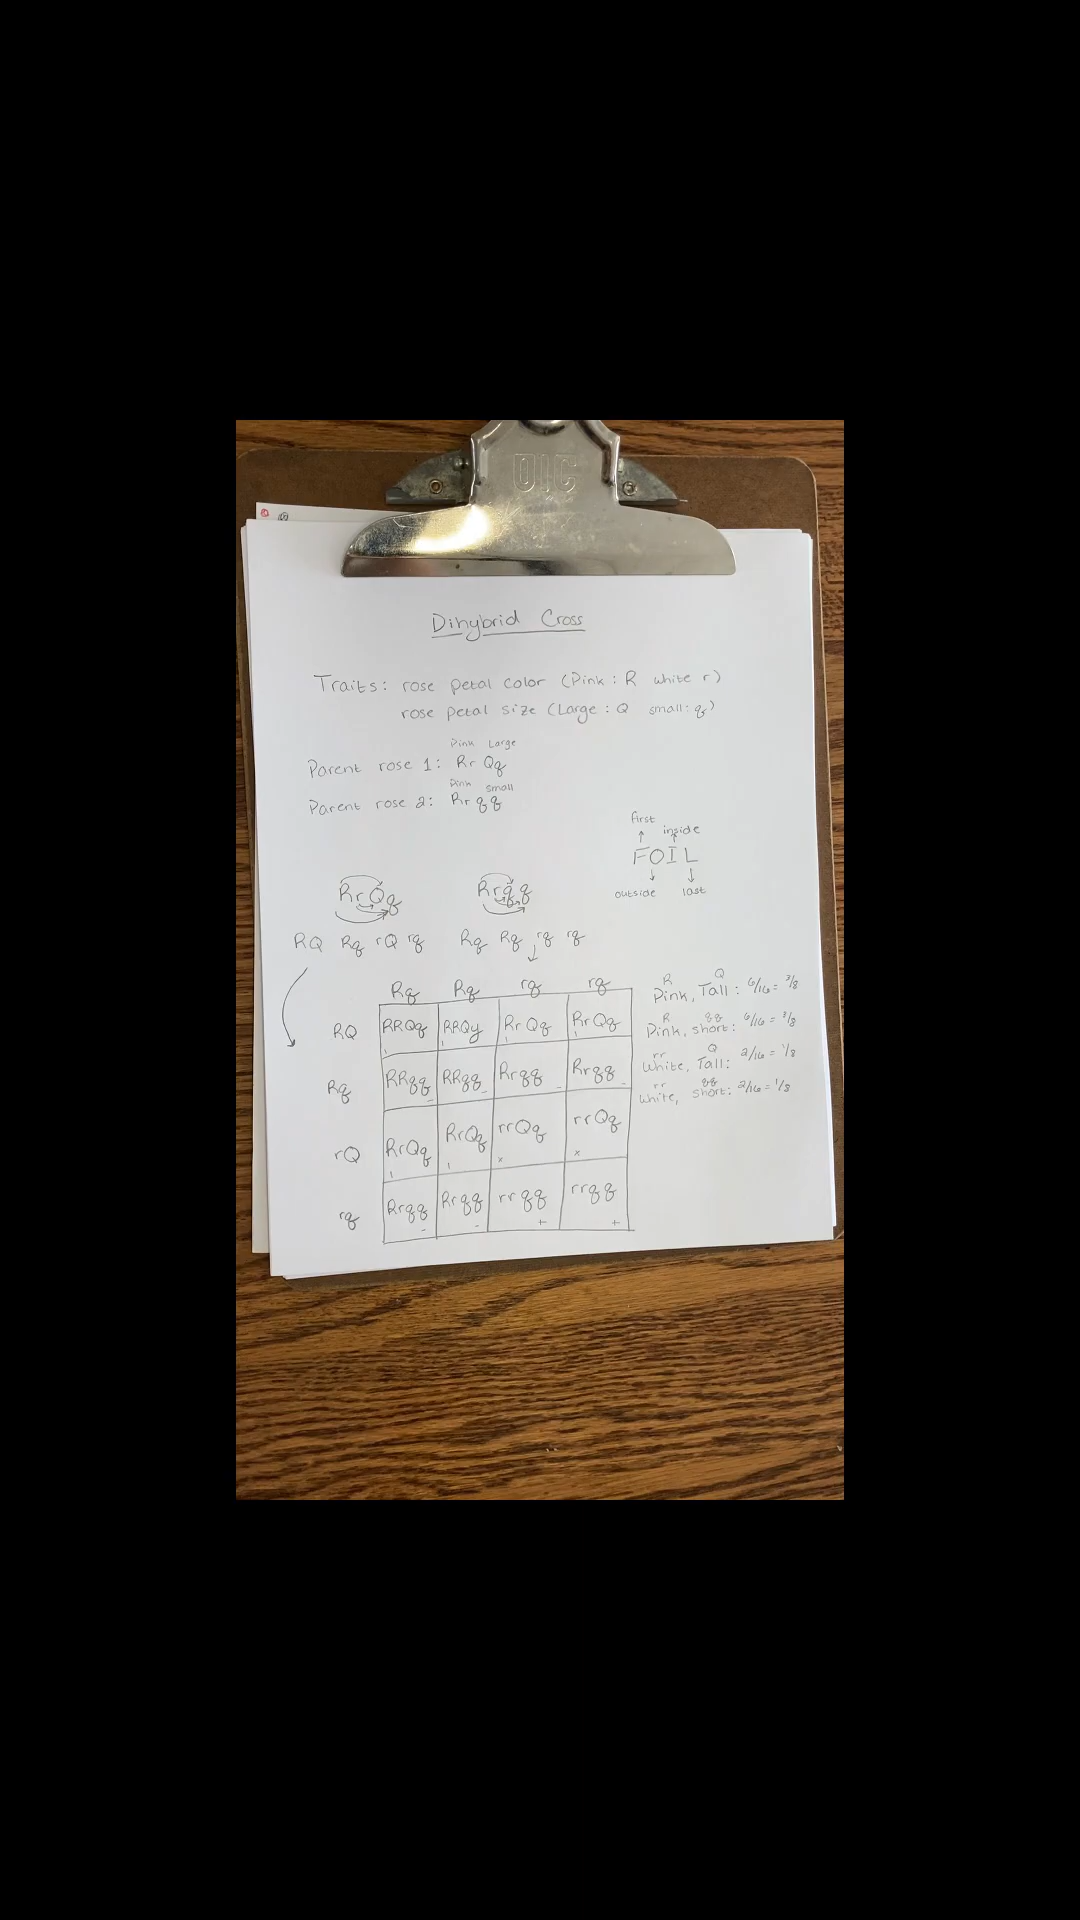 OIC
Dihybrid Cross
Traits: rose petal color (Pink: R white r)
rose petal size (Large: Q small: q)
Pink Large
Parent rose 1: Rr Qq
Pink small
Parent rose 2: Rr qq
first
inside
FOIL
outside last
RrQq Rrqq
RQ Rq rQ rq Rq Rq rq rq
Rq Rq rq rq
RQ RRQq RRQy RrQq RrQq
Rq RRqq RRqq Rrqq Rrqq
rQ RrQq RrQq rrQq rrQq
rq Rrqq Rrqq rrqq rrqq
R Q
Pink, Tall: 6/16 = 3/8
R qq
Pink, short: 6/16 = 3/8
rr Q
White, Tall: 2/16 = 1/8
rr qq
White, short: 2/16 = 1/8